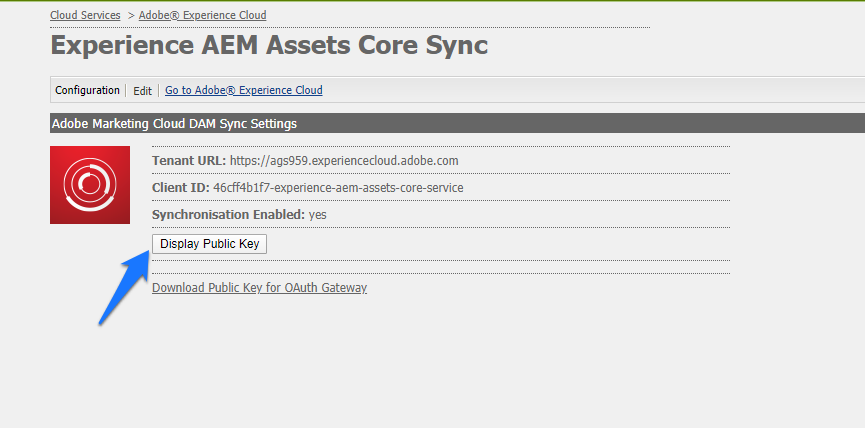 Cloud Services > Adobe® Experience Cloud
Experience AEM Assets Core Sync
Configuration Edit Go to Adobe® Experience Cloud
Adobe Marketing Cloud DAM Sync Settings
Tenant URL: https://ags959.experiencecloud.adobe.com
Client ID: 46cff4b1f7-experience-aem-assets-core-service
Synchronisation Enabled: yes
Display Public Key
Download Public Key for OAuth Gateway